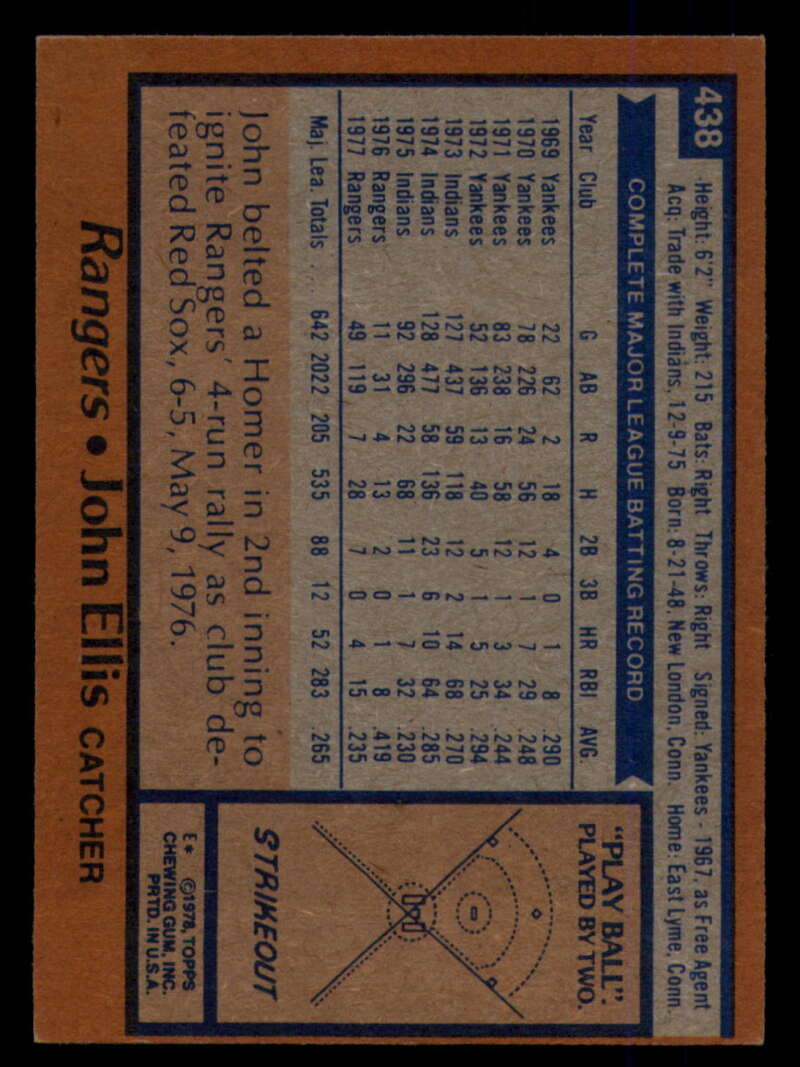 438
Height: 6'2" Weight: 215 Bats: Right Throws: Right Signed: Yankees - 1967, as Free Agent
Acq: Trade with Indians, 12-9-75 Born: 8-21-48, New London, Conn. Home: East Lyme, Conn.
COMPLETE MAJOR LEAGUE BATTING RECORD
Year Club G AB R H 2B 3B HR RBI AVG
1969 Yankees 22 62 2 18 4 0 1 8 .290
1970 Yankees 78 226 24 56 12 1 7 29 .248
1971 Yankees 83 238 16 58 12 1 3 34 .244
1972 Yankees 52 136 13 40 5 1 5 25 .294
1973 Indians 127 437 59 118 12 2 14 68 .270
1974 Indians 128 477 58 136 23 6 10 64 .285
1975 Indians 92 296 22 68 11 1 7 32 .230
1976 Rangers 11 31 4 13 2 0 1 8 .419
1977 Rangers 49 119 7 28 7 0 4 15 .235
Maj. Lea. Totals . . . 642 2022 205 535 88 12 52 283 .265
John belted a Homer in 2nd inning to
ignite Rangers' 4-run rally as club de-
feated Red Sox, 6-5, May 9, 1976.
"PLAY BALL":
PLAYED BY TWO.
STRIKEOUT
E* ©1978, TOPPS
CHEWING GUM, INC.
PRTD. IN U.S.A.
Rangers • John Ellis CATCHER